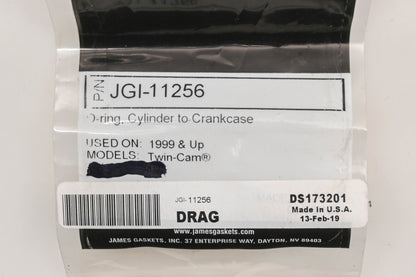 P/N JGI-11256
O-ring, Cylinder to Crankcase
USED ON: 1999 & Up
MODELS: Twin-Cam®
JGI-11256
DRAG
DS173201
Made in U.S.A.
13-Feb-19
www.jamesgaskets.com
JAMES GASKETS, INC. 37 ENTERPRISE WAY, DAYTON, NV 89403